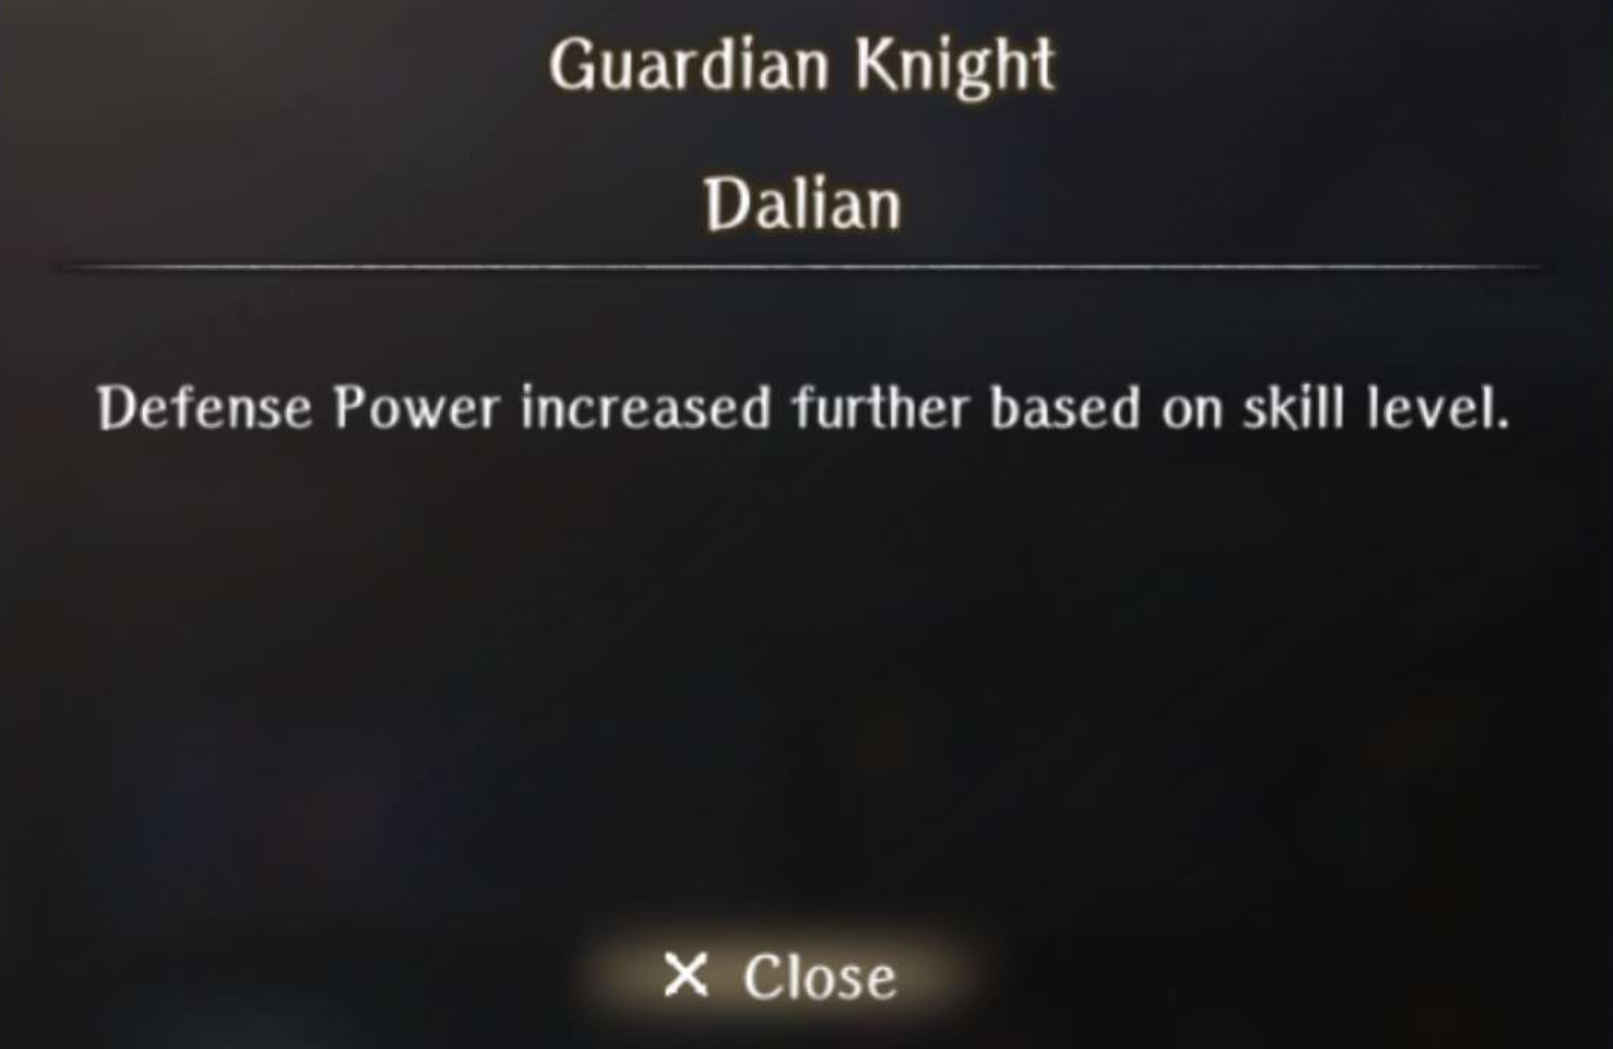 Guardian Knight
Dalian
Defense Power increased further based on skill level.
X Close